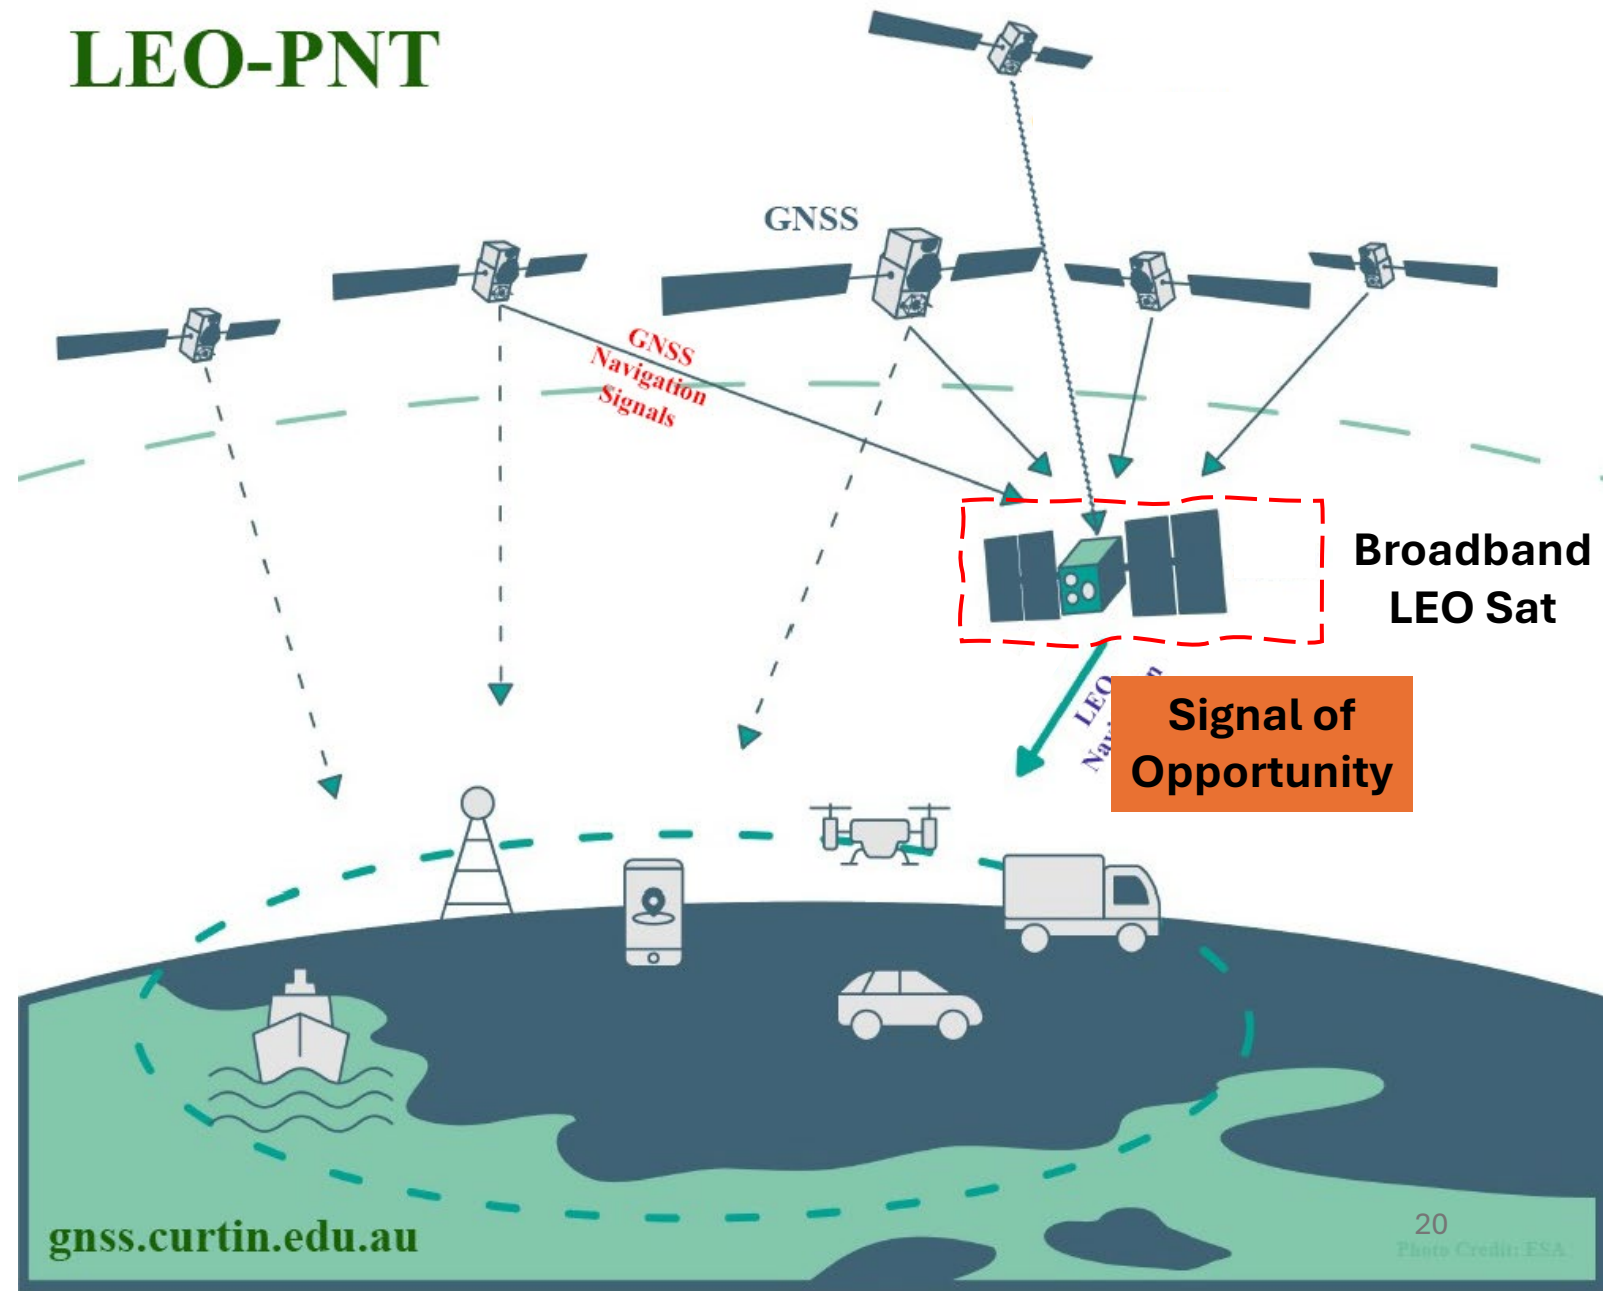 LEO-PNT
GNSS
GNSS
Navigation
Signals
Broadband
LEO Sat
LEO
Signal of
Opportunity
gnss.curtin.edu.au
20
Photo Credit: ESA